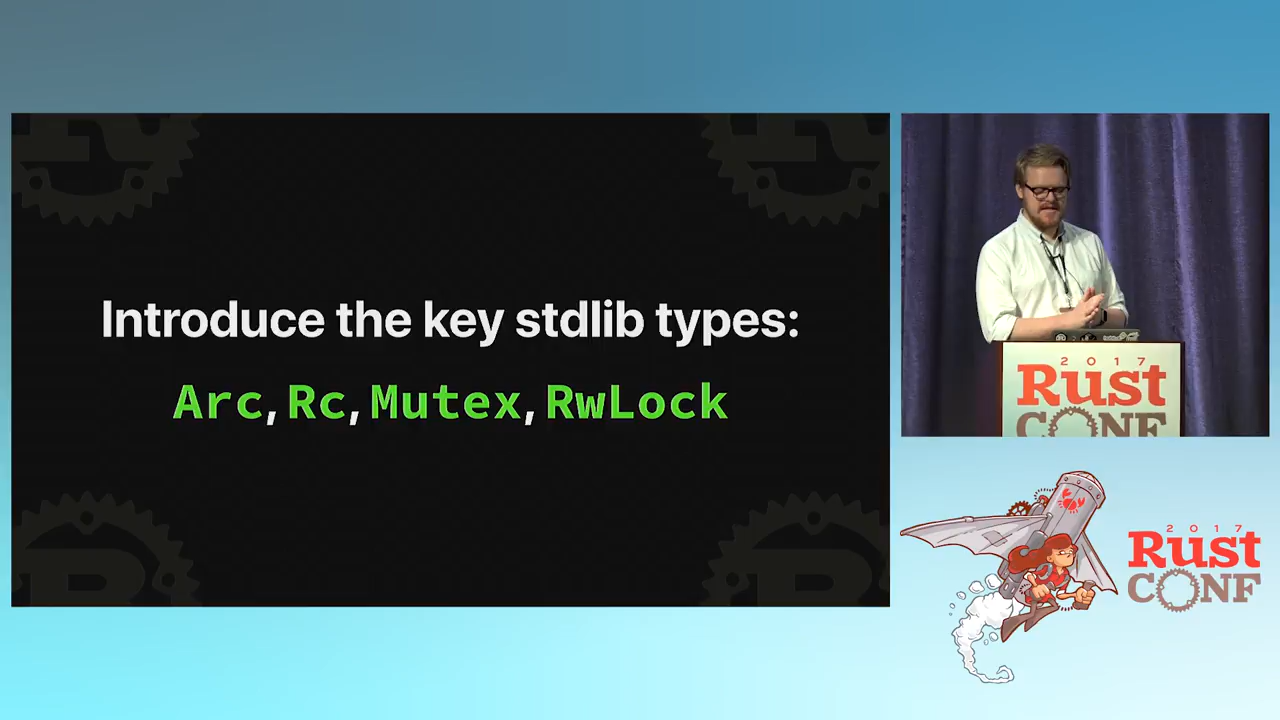 Introduce the key stdlib types:
Arc, Rc, Mutex, RwLock
2017
Rust
CONF
2017
Rust
CONF